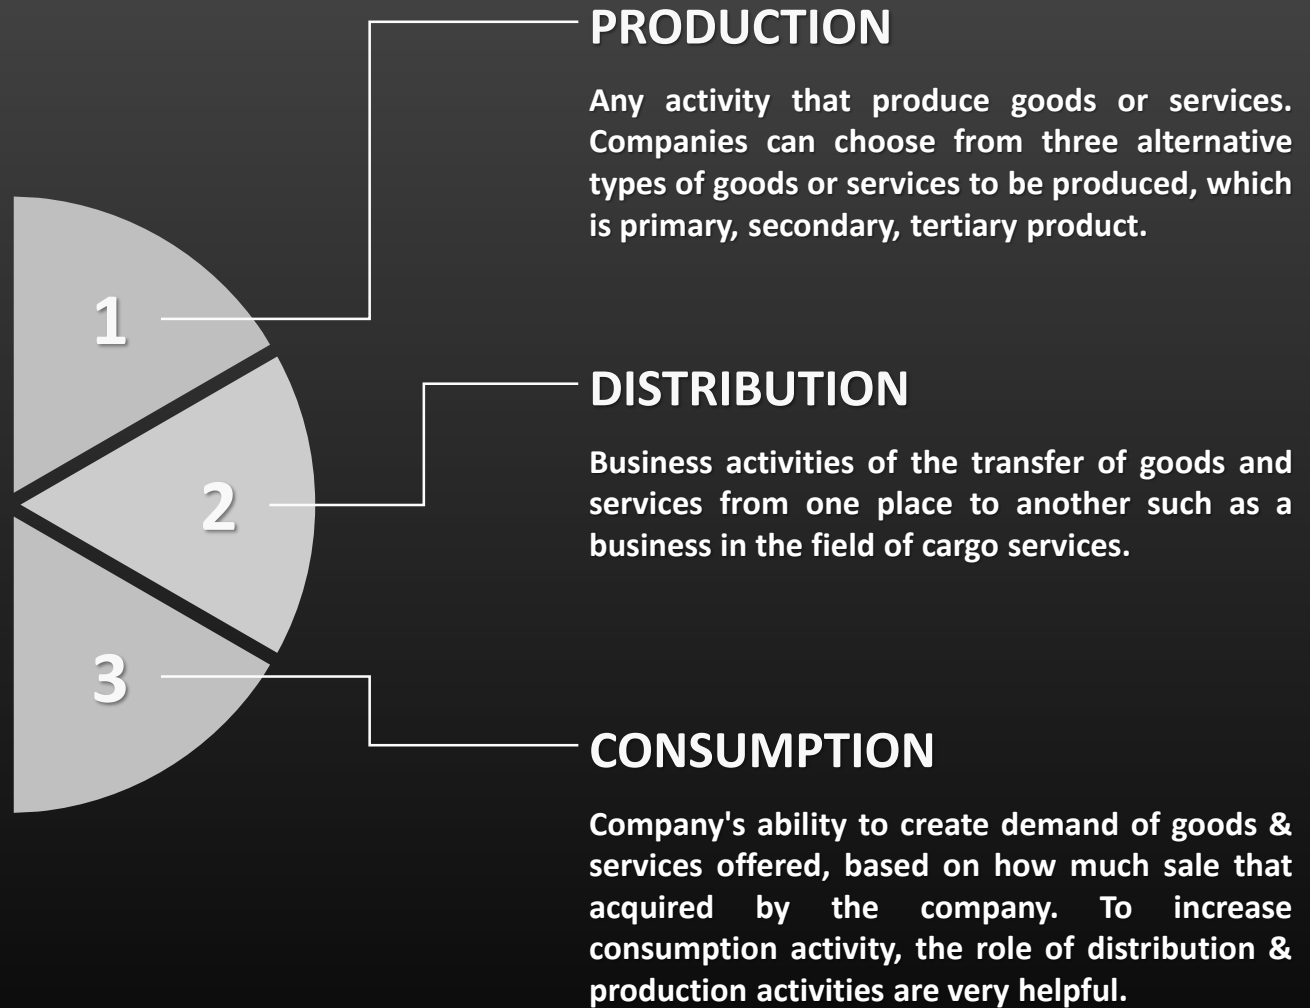 PRODUCTION
Any activity that produce goods or services.
Companies can choose from three alternative
types of goods or services to be produced, which
is primary, secondary, tertiary product.
1
DISTRIBUTION
Business activities of the transfer of goods and
services from one place to another such as a
business in the field of cargo services.
2
CONSUMPTION
Company's ability to create demand of goods &
services offered, based on how much sale that
acquired by the company. To increase
consumption activity, the role of distribution &
production activities are very helpful.
3